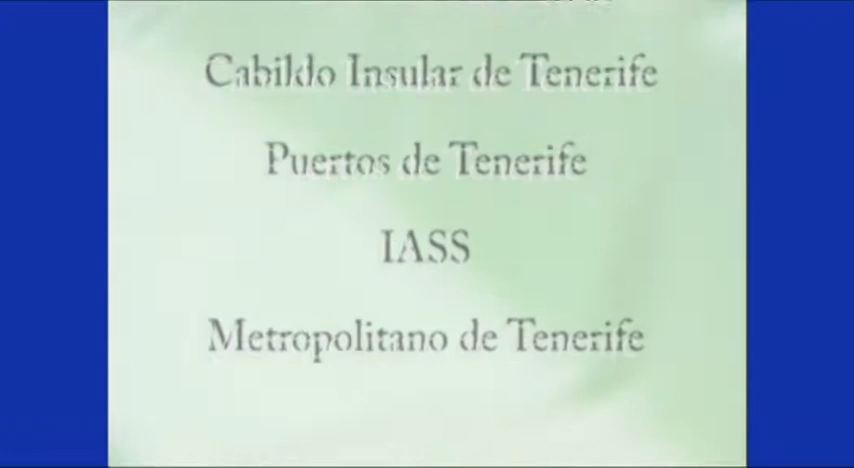 Cabildo Insular de Tenerife
Puertos de Tenerife
IASS
Metropolitano de Tenerife